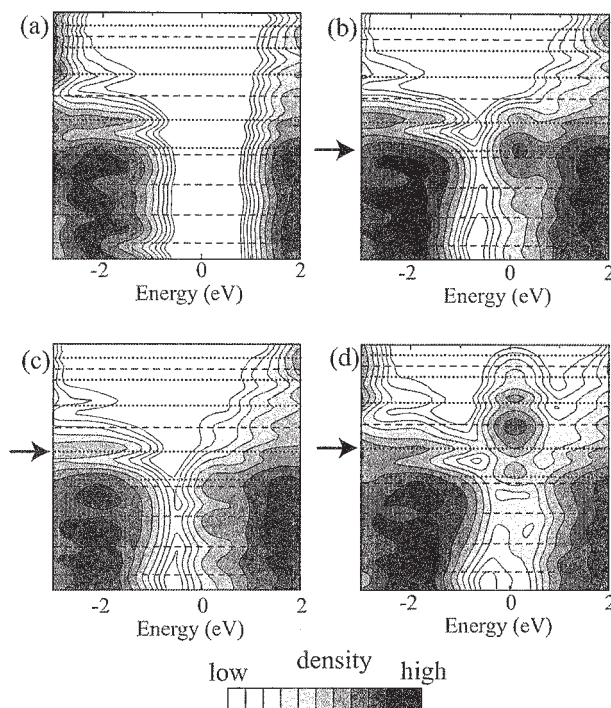 (a)
(b)
-2 0 2
Energy (eV)
-2 0 2
Energy (eV)
(c)
(d)
-2 0 2
Energy (eV)
-2 0 2
Energy (eV)
low density high